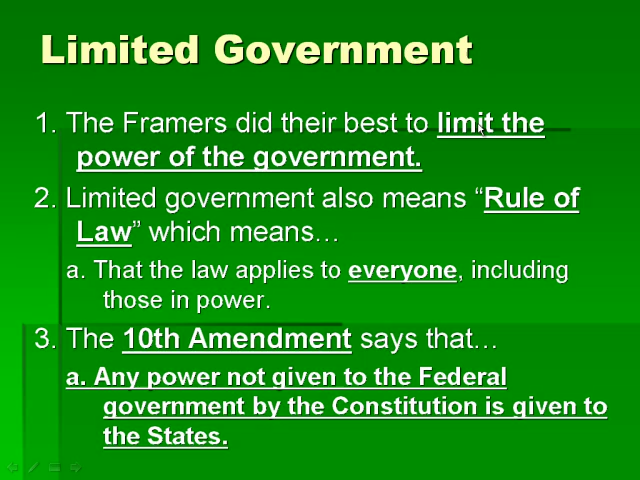 Limited Government
1. The Framers did their best to limit the
power of the government.
2. Limited government also means “Rule of
Law” which means…
a. That the law applies to everyone, including
those in power.
3. The 10th Amendment says that…
a. Any power not given to the Federal
government by the Constitution is given to
the States.